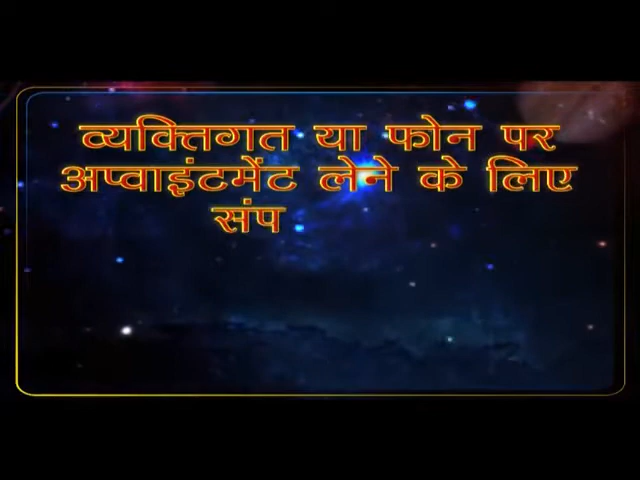 व्यक्तिगत या फोन पर
अप्वाइंटमेंट लेने के लिए
संप